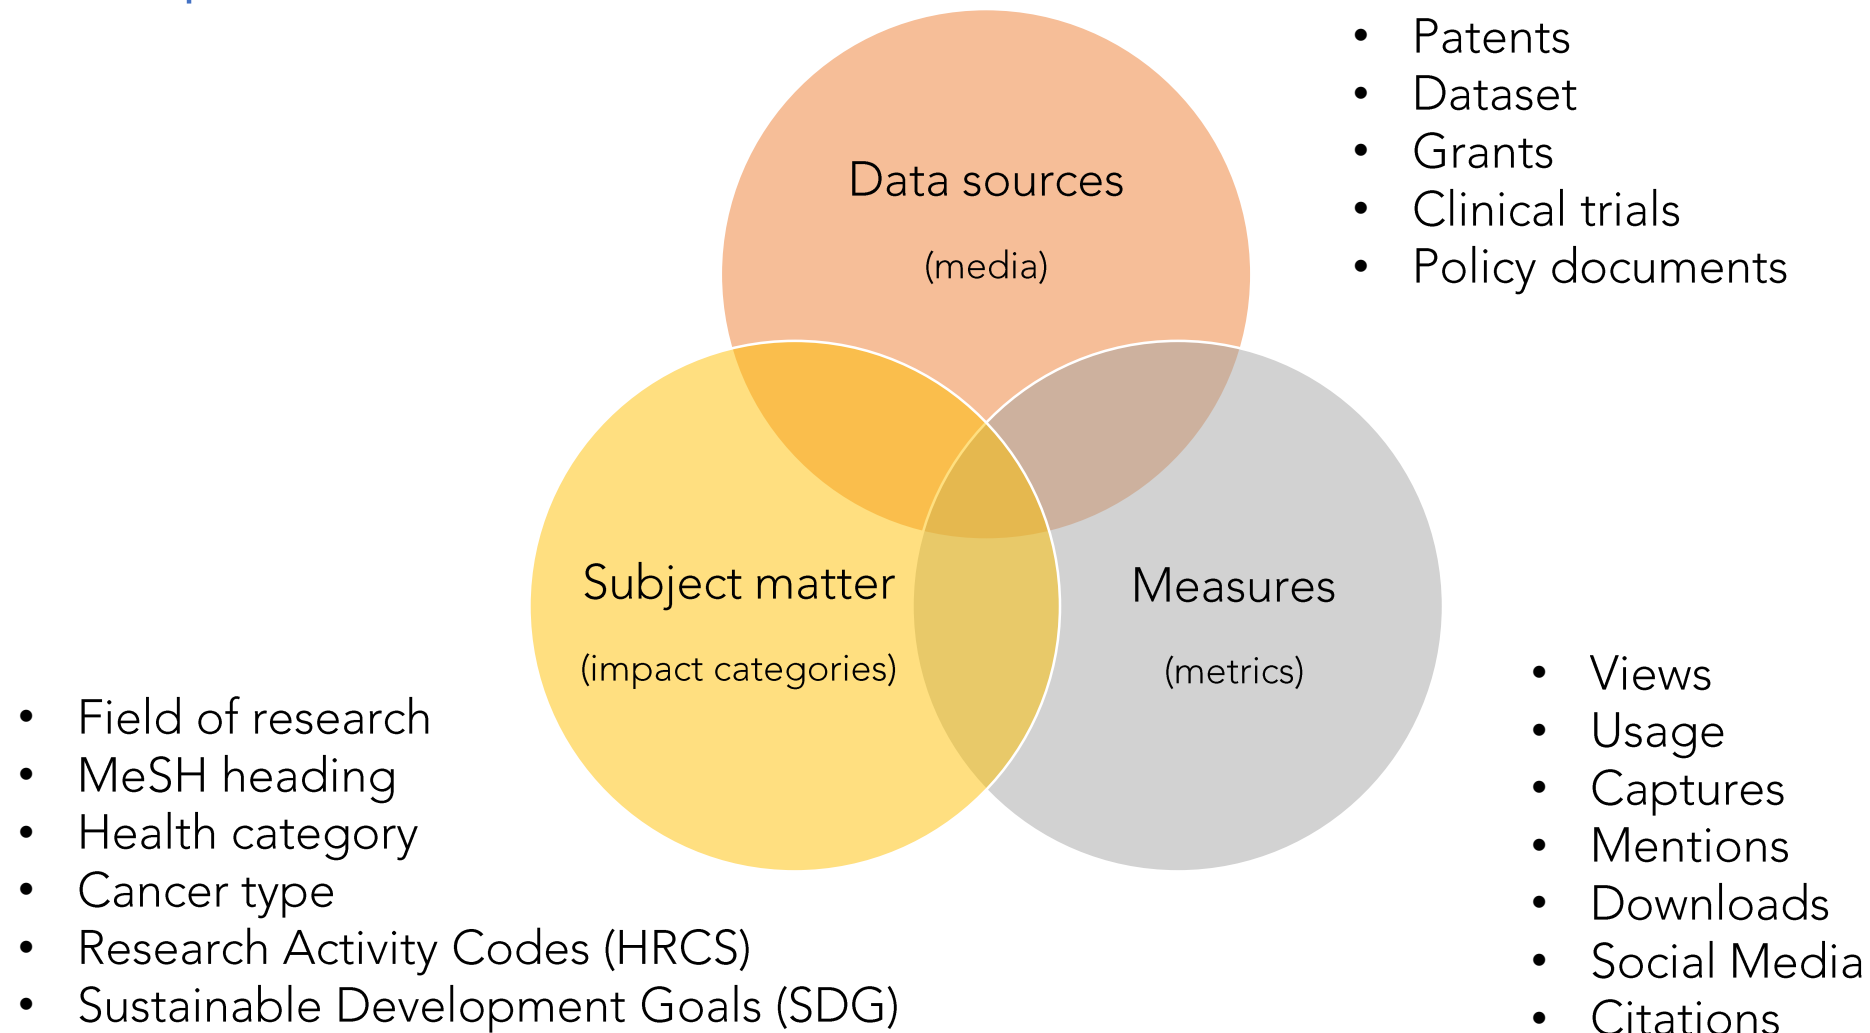 Data sources
(media)
• Patents
• Dataset
• Grants
• Clinical trials
• Policy documents
Subject matter
(impact categories)
Measures
(metrics)
• Field of research
• MeSH heading
• Health category
• Cancer type
• Research Activity Codes (HRCS)
• Sustainable Development Goals (SDG)
• Views
• Usage
• Captures
• Mentions
• Downloads
• Social Media
• Citations